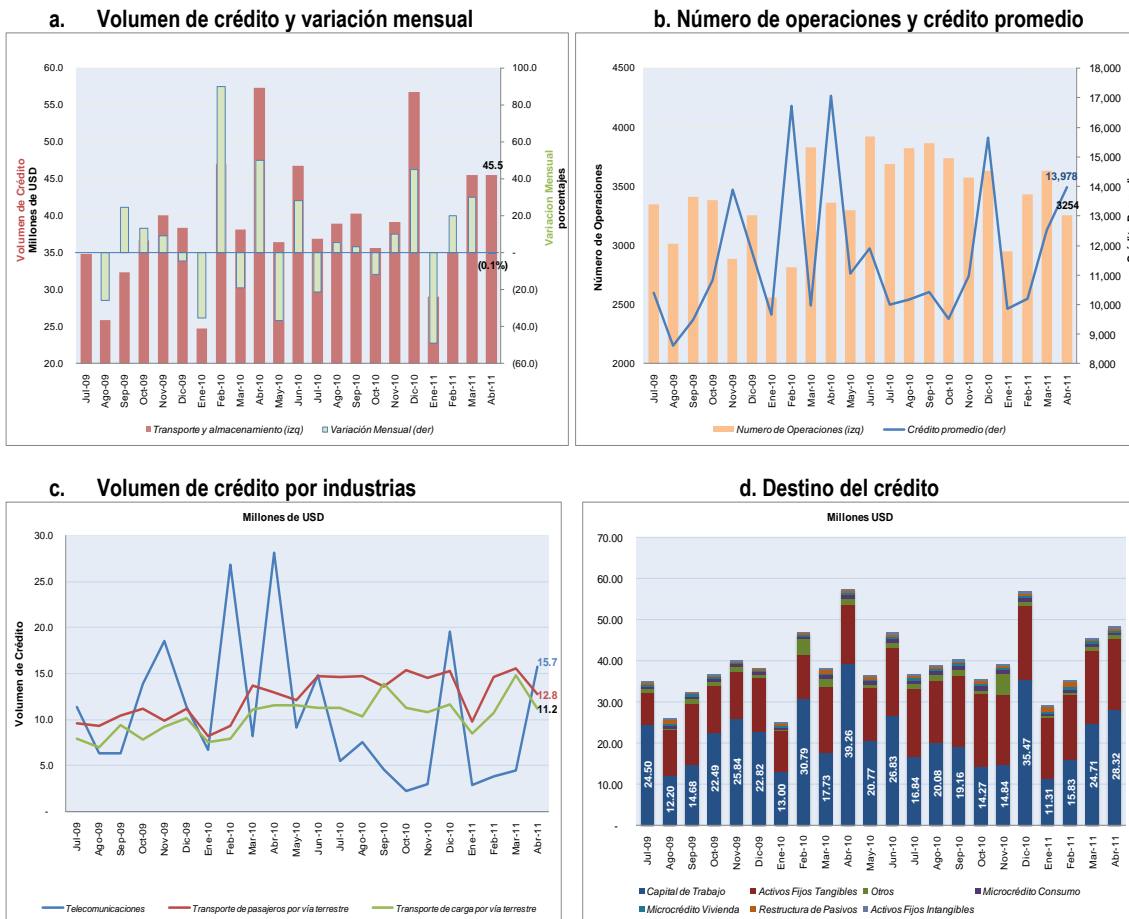 a. Volumen de crédito y variación mensual
60.0
55.0
50.0
45.0
40.0
35.0
30.0
25.0
20.0
Volumen de Crédito
Millones de USD
100.0
80.0
60.0
40.0
20.0
-
(20.0)
(40.0)
(60.0)
Variacion Mensual
porcentajes
45.5
(0.1%)
Jul-09
Ago-09
Sep-09
Oct-09
Nov-09
Dic-09
Ene-10
Feb-10
Mar-10
Abr-10
May-10
Jun-10
Jul-10
Ago-10
Sep-10
Oct-10
Nov-10
Dic-10
Ene-11
Feb-11
Mar-11
Abr-11
Transporte y almacenamiento (izq)
Variación Mensual (der)
b. Número de operaciones y crédito promedio
4500
4000
3500
3000
2500
2000
Número de Operaciones
18,000
17,000
16,000
15,000
14,000
13,000
12,000
11,000
10,000
9,000
8,000
13,978
3254
Jul-09
Ago-09
Sep-09
Oct-09
Nov-09
Dic-09
Ene-10
Feb-10
Mar-10
Abr-10
May-10
Jun-10
Jul-10
Ago-10
Sep-10
Oct-10
Nov-10
Dic-10
Ene-11
Feb-11
Mar-11
Abr-11
Numero de Operaciones (izq)
Crédito promedio (der)
c. Volumen de crédito por industrias
Millones de USD
30.0
25.0
20.0
15.0
10.0
5.0
-
Volumen de Crédito
15.7
12.8
11.2
Jul-09
Ago-09
Sep-09
Oct-09
Nov-09
Dic-09
Ene-10
Feb-10
Mar-10
Abr-10
May-10
Jun-10
Jul-10
Ago-10
Sep-10
Oct-10
Nov-10
Dic-10
Ene-11
Feb-11
Mar-11
Abr-11
Telecomunicaciones
Transporte de pasajeros por vía terrestre
Transporte de carga por vía terrestre
d. Destino del crédito
Millones USD
70.00
60.00
50.00
40.00
30.00
20.00
10.00
-
24.50
12.20
14.68
22.49
25.84
22.82
13.00
30.79
17.73
39.26
20.77
26.83
16.84
20.08
19.16
14.27
14.84
35.47
11.31
15.83
24.71
28.32
Jul-09
Ago-09
Sep-09
Oct-09
Nov-09
Dic-09
Ene-10
Feb-10
Mar-10
Abr-10
May-10
Jun-10
Jul-10
Ago-10
Sep-10
Oct-10
Nov-10
Dic-10
Ene-11
Feb-11
Mar-11
Abr-11
Capital de Trabajo
Activos Fijos Tangibles
Otros
Microcrédito Consumo
Microcrédito Vivienda
Restructura de Pasivos
Activos Fijos Intangibles